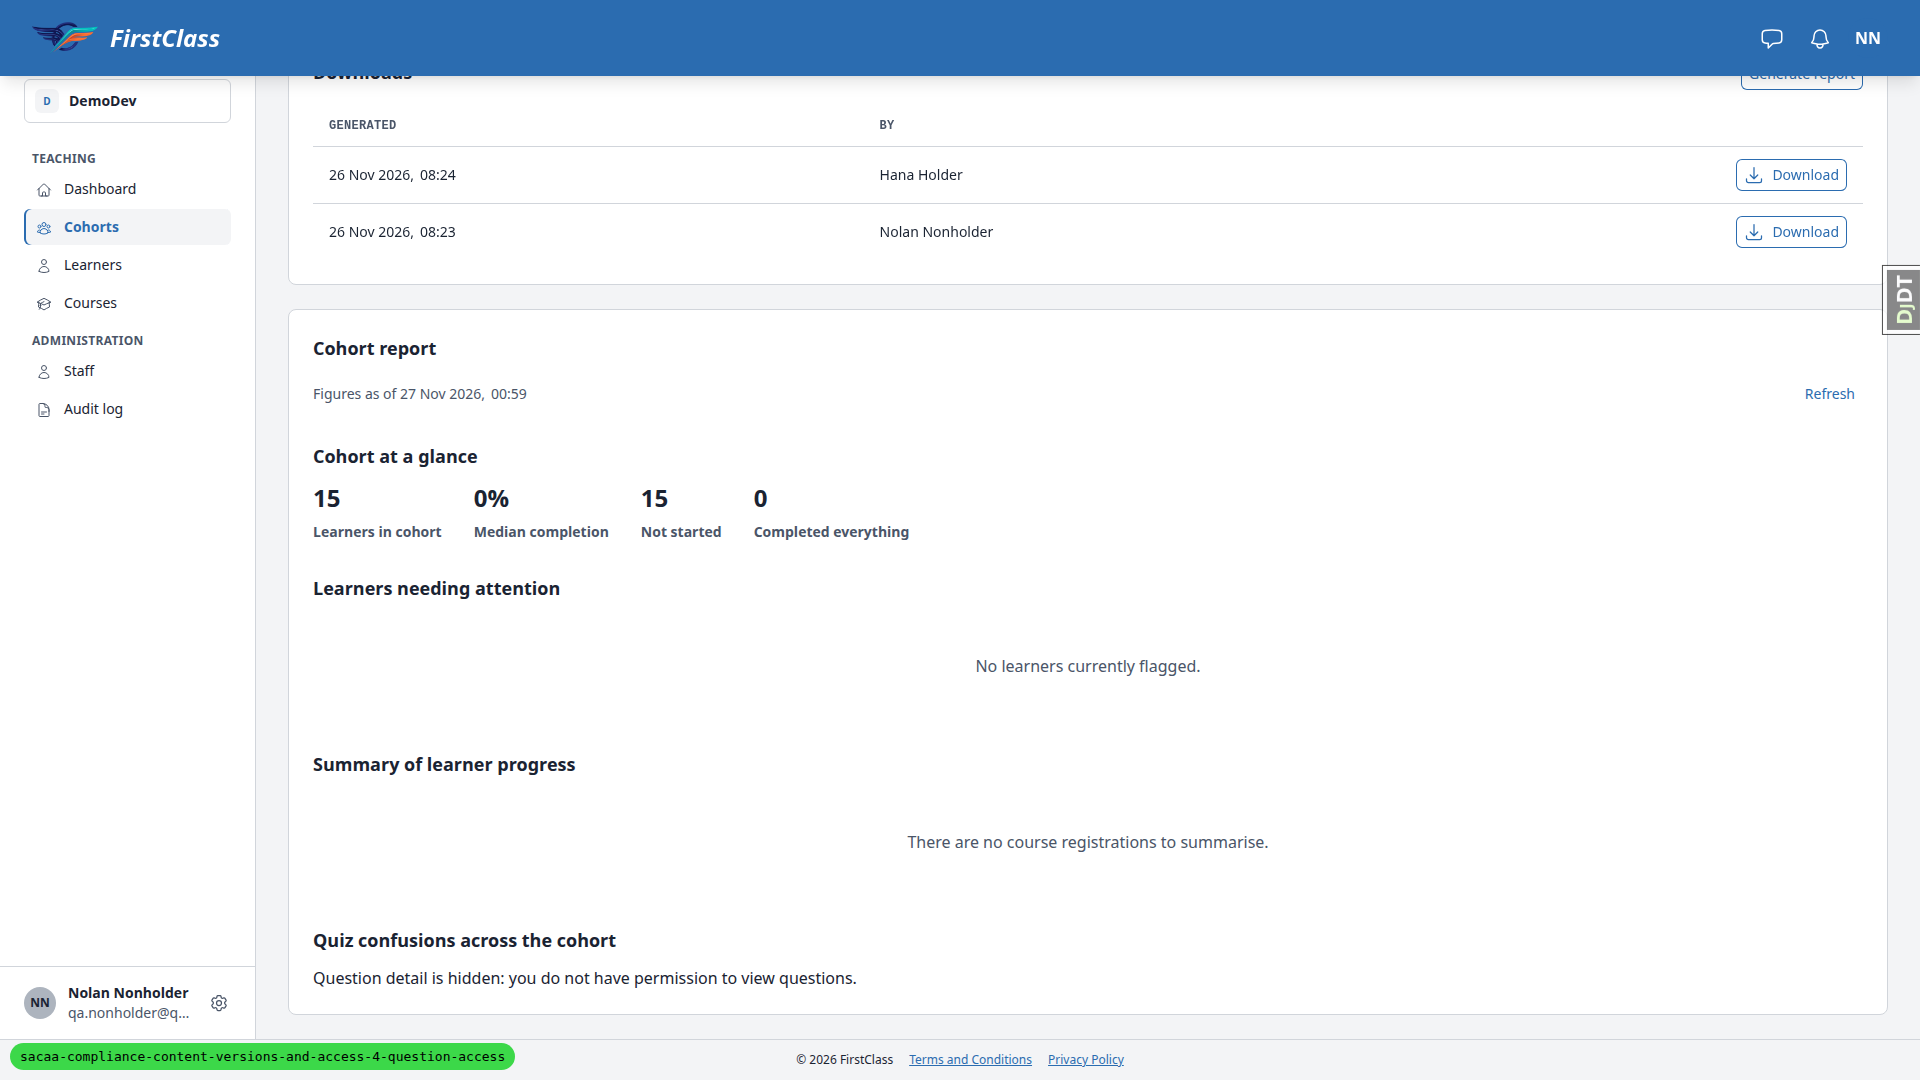 FirstClass
NN
D
DemoDev
Downloads
Generate report
GENERATED
BY
TEACHING
Dashboard
26 Nov 2026, 08:24
Hana Holder
Download
Cohorts
26 Nov 2026, 08:23
Nolan Nonholder
Download
Learners
Courses
DJDT
ADMINISTRATION
Staff
Audit log
Cohort report
Figures as of 27 Nov 2026, 00:59
Refresh
Cohort at a glance
15
0%
15
0
Learners in cohort
Median completion
Not started
Completed everything
Learners needing attention
No learners currently flagged.
Summary of learner progress
There are no course registrations to summarise.
Quiz confusions across the cohort
Question detail is hidden: you do not have permission to view questions.
NN
Nolan Nonholder
qa.nonholder@q...
sacaa-compliance-content-versions-and-access-4-question-access
© 2026 FirstClass
Terms and Conditions
Privacy Policy